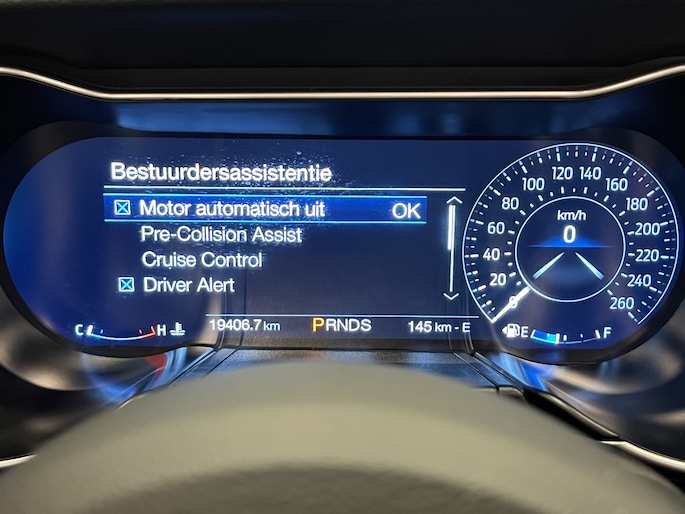 Bestuurdersassistentie
Motor automatisch uit OK
Pre-Collision Assist
Cruise Control
Driver Alert
C H
19406.7 km PRNDS 145 km - E
0 20 40 60 80 100 120 140 160 180 200 220 240 260
km/h
0
E F